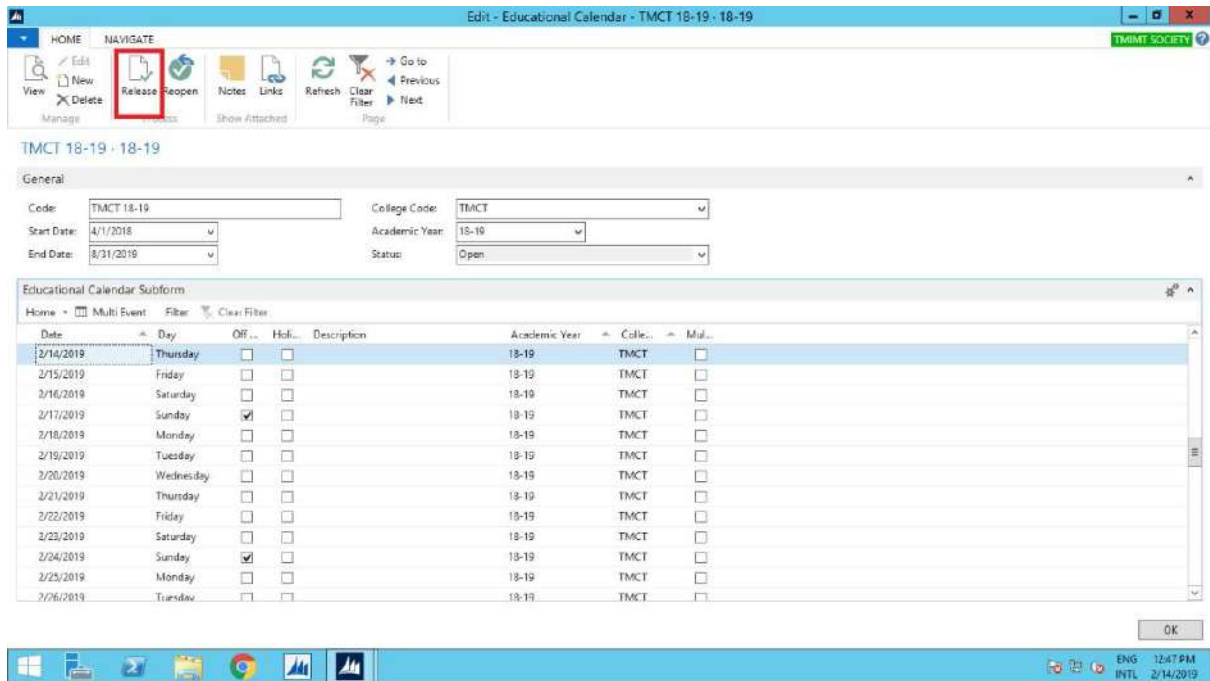 Edit - Educational Calendar - TMCT 18-19 · 18-19
HOME NAVIGATE
TMIMT SOCIETY
View
Edit
New
Delete
Release
Reopen
Notes
Links
Refresh
Clear Filter
Go to
Previous
Next
Manage Process Show Attached Page
TMCT 18-19 · 18-19
General
Code: TMCT 18-19 College Code: TMCT
Start Date: 4/1/2018 Academic Year: 18-19
End Date: 8/31/2019 Status: Open
Educational Calendar Subform
Home Multi Event Filter Clear Filter
Date Day Off ... Holi... Description Academic Year Colle... Mul...
2/14/2019 Thursday 18-19 TMCT
2/15/2019 Friday 18-19 TMCT
2/16/2019 Saturday 18-19 TMCT
2/17/2019 Sunday 18-19 TMCT
2/18/2019 Monday 18-19 TMCT
2/19/2019 Tuesday 18-19 TMCT
2/20/2019 Wednesday 18-19 TMCT
2/21/2019 Thursday 18-19 TMCT
2/22/2019 Friday 18-19 TMCT
2/23/2019 Saturday 18-19 TMCT
2/24/2019 Sunday 18-19 TMCT
2/25/2019 Monday 18-19 TMCT
2/26/2019 Tuesday 18-19 TMCT
OK
ENG 12:47 PM
INTL 2/14/2019